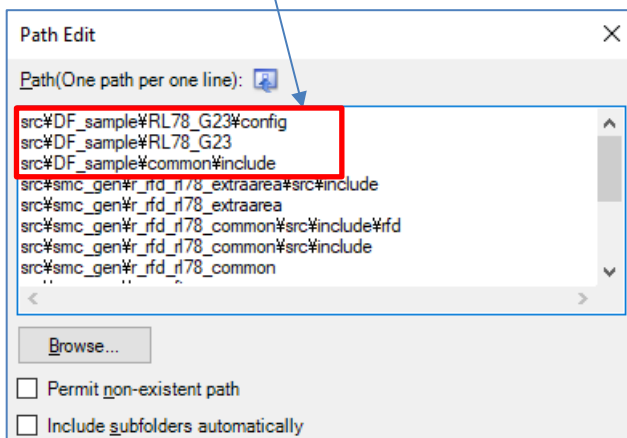 Path Edit
Path(One path per one line):
src¥DF_sample¥RL78_G23¥config
src¥DF_sample¥RL78_G23
src¥DF_sample¥common¥include
src¥smc_gen¥r_rfd_rl78_extraarea¥src¥include
src¥smc_gen¥r_rfd_rl78_extraarea
src¥smc_gen¥r_rfd_rl78_common¥src¥include¥rfd
src¥smc_gen¥r_rfd_rl78_common¥src¥include
src¥smc_gen¥r_rfd_rl78_common
Browse...
Permit non-existent path
Include subfolders automatically